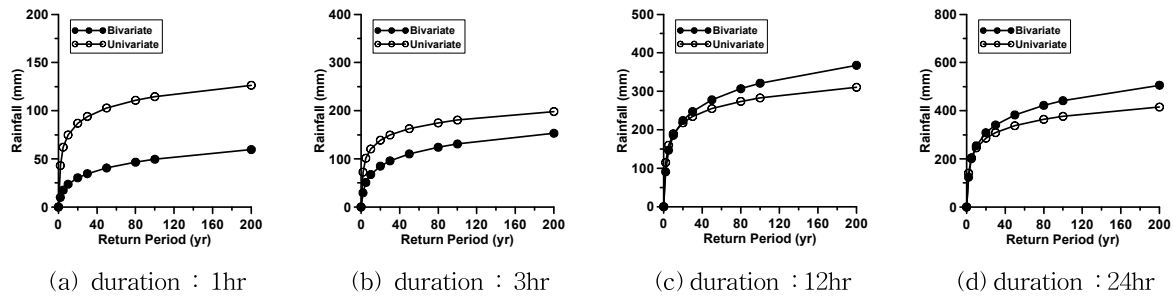 200
150
100
50
0
Rainfall (mm)
Bivariate
Univariate
0 40 80 120 160 200
Return Period (yr)
(a) duration : 1hr
400
300
200
100
0
Rainfall (mm)
Bivariate
Univariate
0 40 80 120 160 200
Return Period (yr)
(b) duration : 3hr
500
400
300
200
100
0
Rainfall (mm)
Bivariate
Univariate
0 40 80 120 160 200
Return Period (yr)
(c) duration :12hr
800
600
400
200
0
Rainfall (mm)
Bivariate
Univariate
0 40 80 120 160 200
Return Period (yr)
(d) duration :24hr